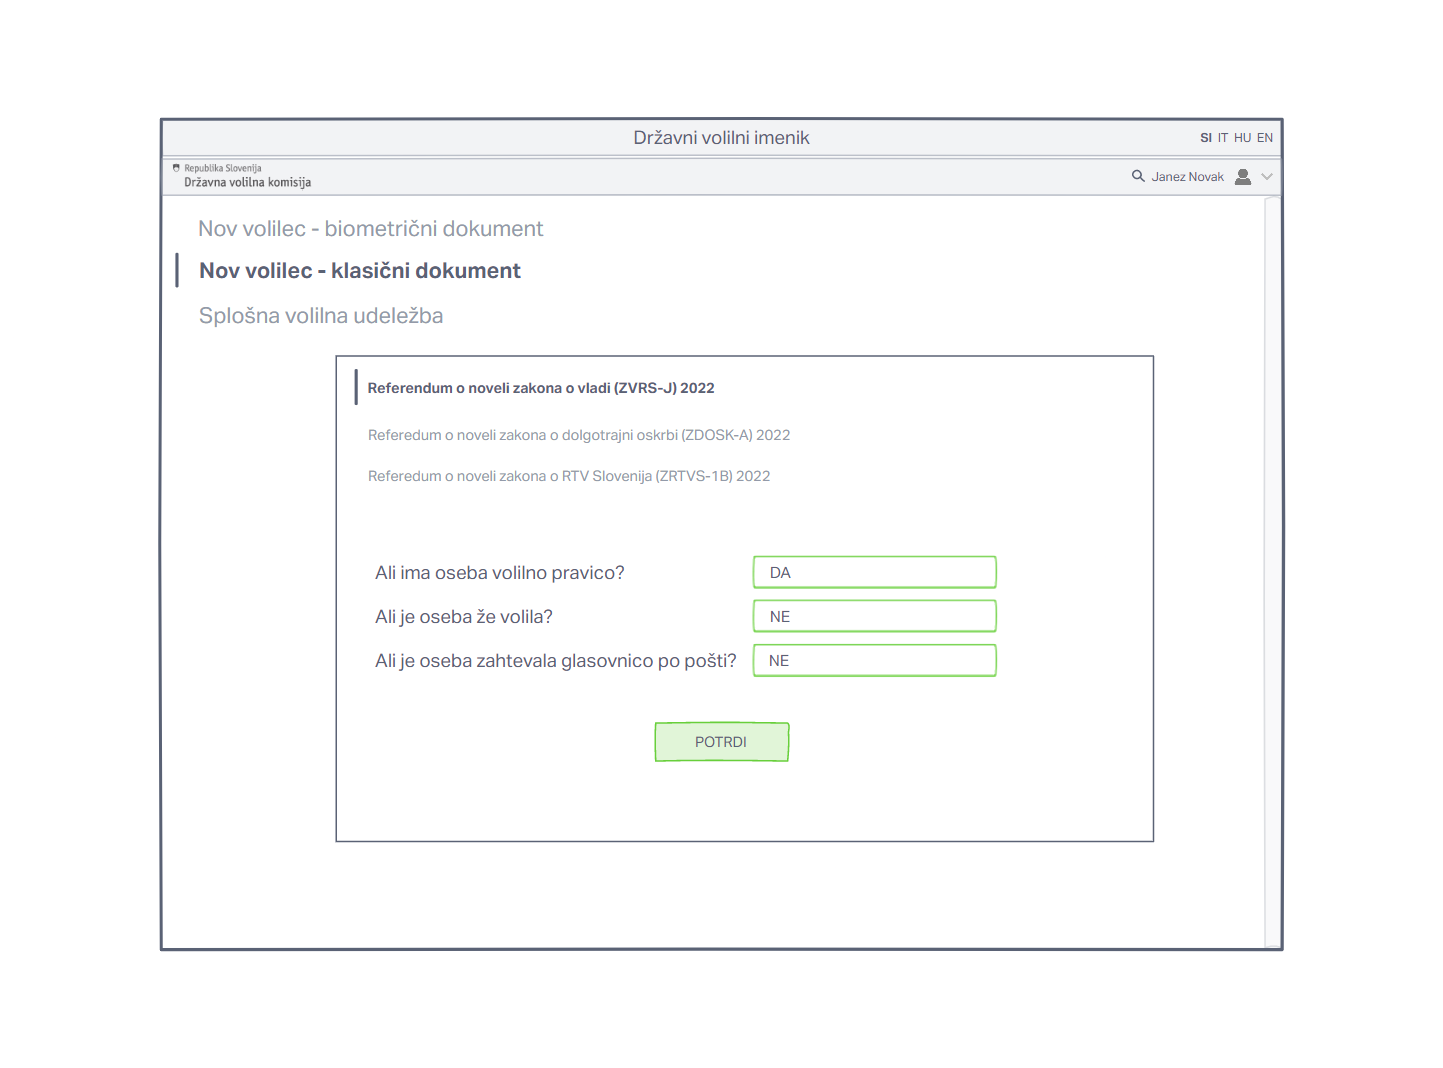 Državni volilni imenik
SI IT HU EN
Republika Slovenija
Državna volilna komisija
Janez Novak
Nov volilec - biometrični dokument
Nov volilec - klasični dokument
Splošna volilna udeležba
Referendum o noveli zakona o vladi (ZVRS-J) 2022
Referedum o noveli zakona o dolgotrajni oskrbi (ZDOSK-A) 2022
Referedum o noveli zakona o RTV Slovenija (ZRTVS-1B) 2022
Ali ima oseba volilno pravico? DA
Ali je oseba že volila? NE
Ali je oseba zahtevala glasovnico po pošti? NE
POTRDI